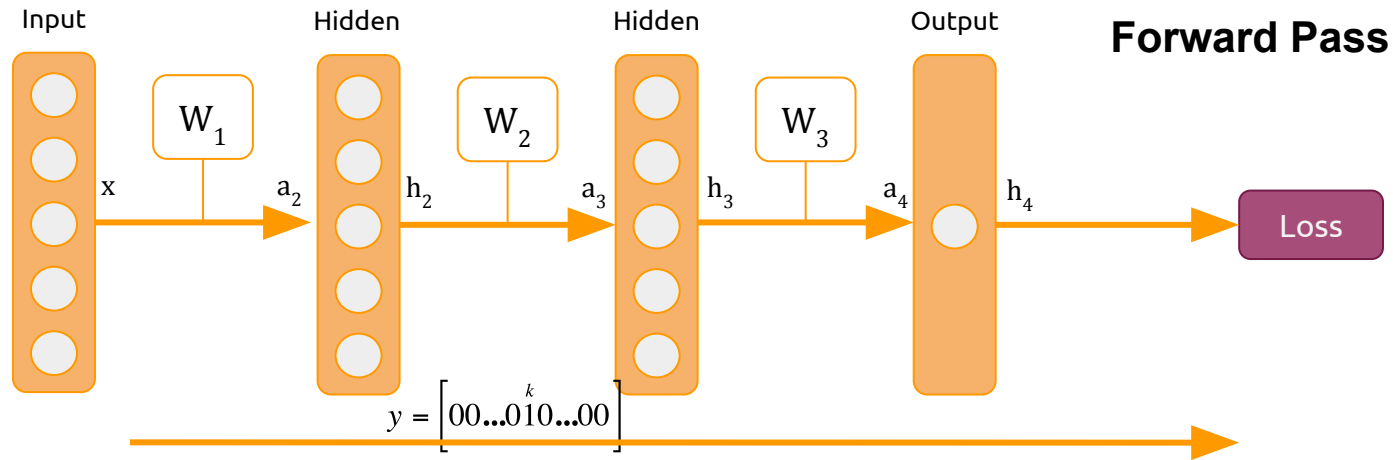 Input
Hidden
Hidden
Output
Forward Pass
W₁
W₂
W₃
x
a₂
h₂
a₃
h₃
a₄
h₄
Loss
k
y = [00...010...00]